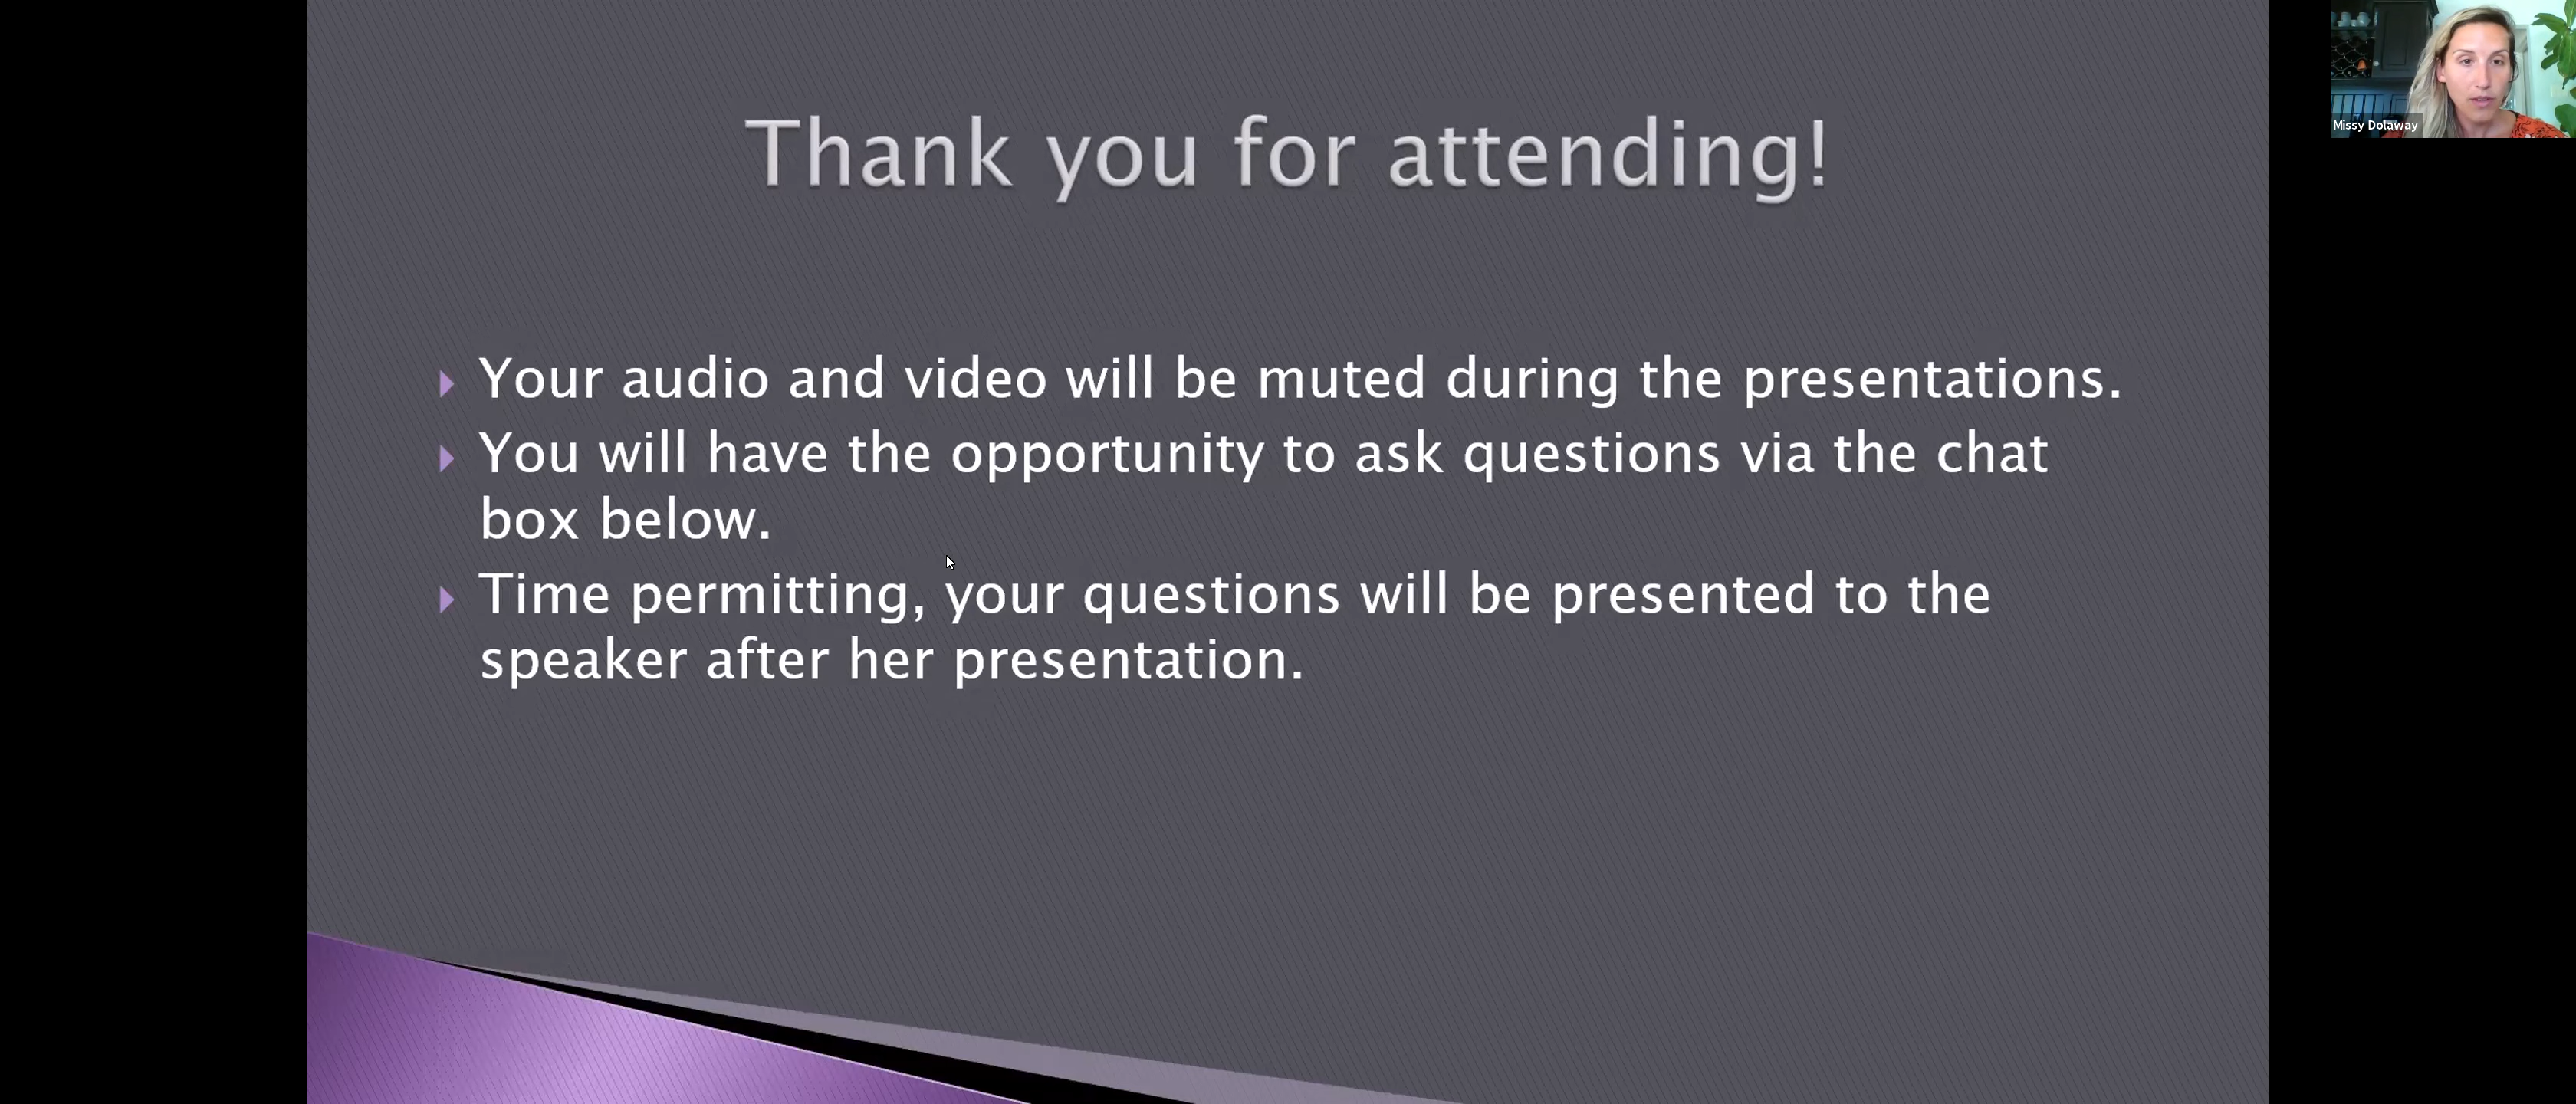 Thank you for attending!
Your audio and video will be muted during the presentations.
You will have the opportunity to ask questions via the chat
box below.
Time permitting, your questions will be presented to the
speaker after her presentation.
Missy Dolaway